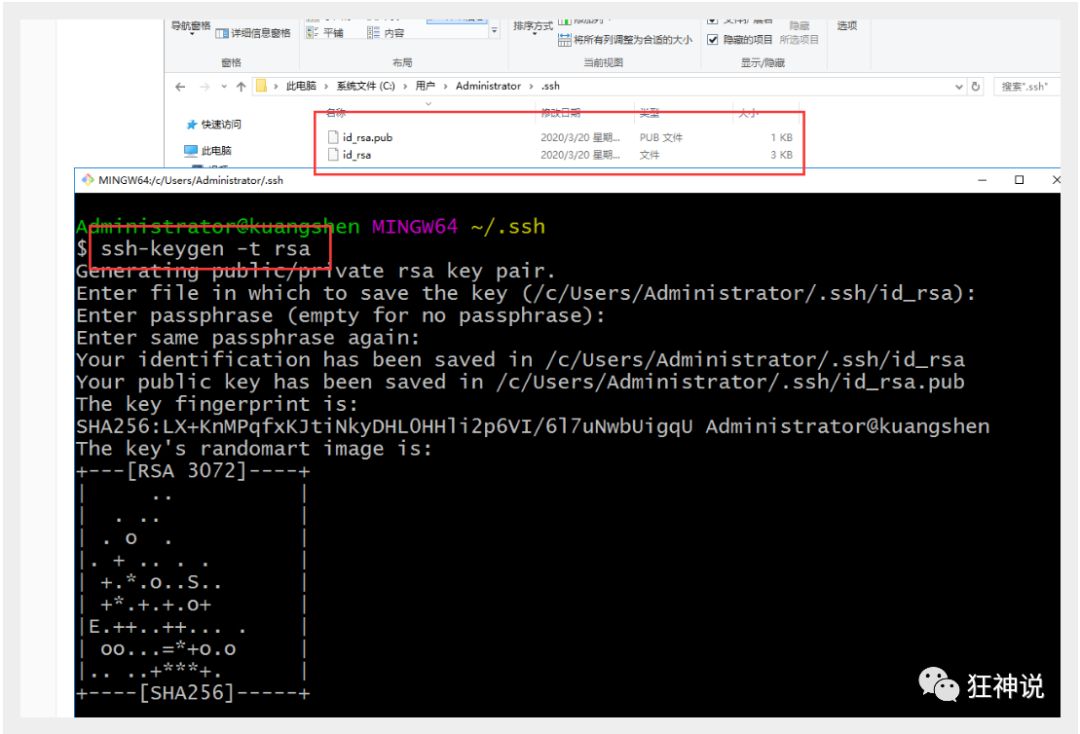 导航窗格 详细信息窗格 平铺 内容 排序方式 将所有列调整为合适的大小 隐藏的项目 隐藏 所选项目 选项
窗格 布局 当前视图 显示/隐藏
此电脑 › 系统文件 (C:) › 用户 › Administrator › .ssh 搜索".ssh"
名称 修改日期 类型 大小
快速访问
id_rsa.pub 2020/3/20 星期... PUB 文件 1 KB
此电脑
id_rsa 2020/3/20 星期... 文件 3 KB
MINGW64:/c/Users/Administrator/.ssh
Administrator@kuangshen MINGW64 ~/.ssh
$ ssh-keygen -t rsa
Generating public/private rsa key pair.
Enter file in which to save the key (/c/Users/Administrator/.ssh/id_rsa):
Enter passphrase (empty for no passphrase):
Enter same passphrase again:
Your identification has been saved in /c/Users/Administrator/.ssh/id_rsa
Your public key has been saved in /c/Users/Administrator/.ssh/id_rsa.pub
The key fingerprint is:
SHA256:LX+KnMPqfxKJtiNkyDHL0HHli2p6VI/6l7uNwbUigqU Administrator@kuangshen
The key's randomart image is:
+---[RSA 3072]----+
|      ..         |
|   . ..          |
|  . o  .         |
|. + .. . .       |
| +.*.o..S..      |
| +*.+.+.o+       |
|E.++..++... .    |
| oo...=*+o.o     |
|.. ..+***+.      |
+----[SHA256]-----+
狂神说